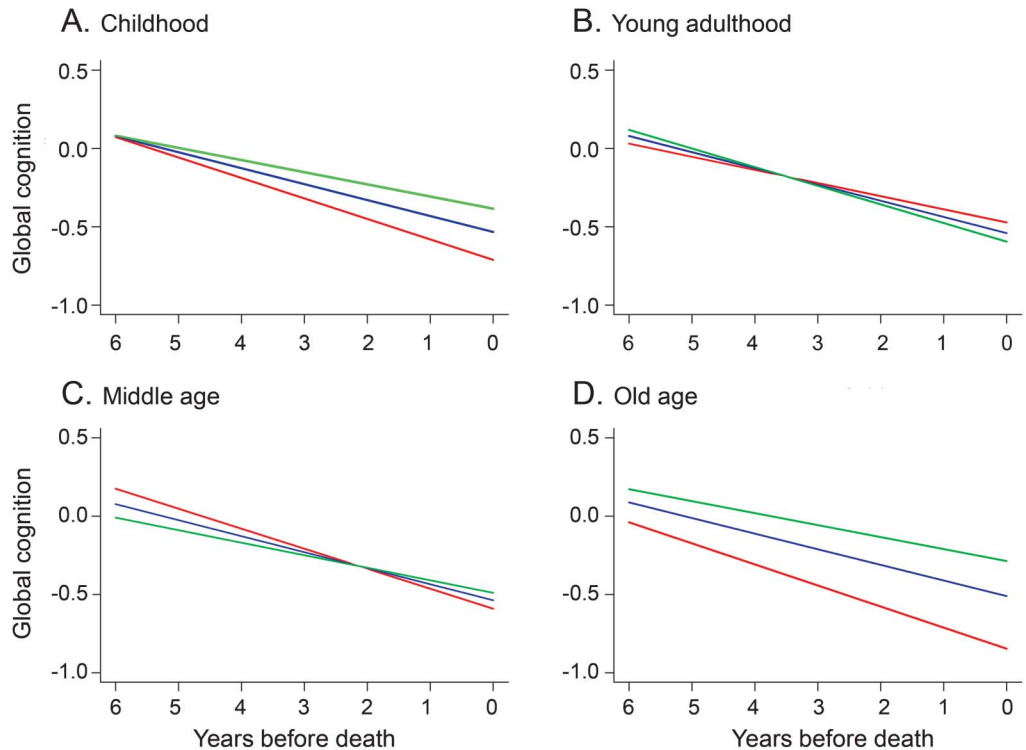 A. Childhood
0.5
0.0
-0.5
-1.0
Global cognition
6 5 4 3 2 1 0
B. Young adulthood
0.5
0.0
-0.5
-1.0
6 5 4 3 2 1 0
C. Middle age
0.5
0.0
-0.5
-1.0
Global cognition
6 5 4 3 2 1 0
Years before death
D. Old age
0.5
0.0
-0.5
-1.0
6 5 4 3 2 1 0
Years before death